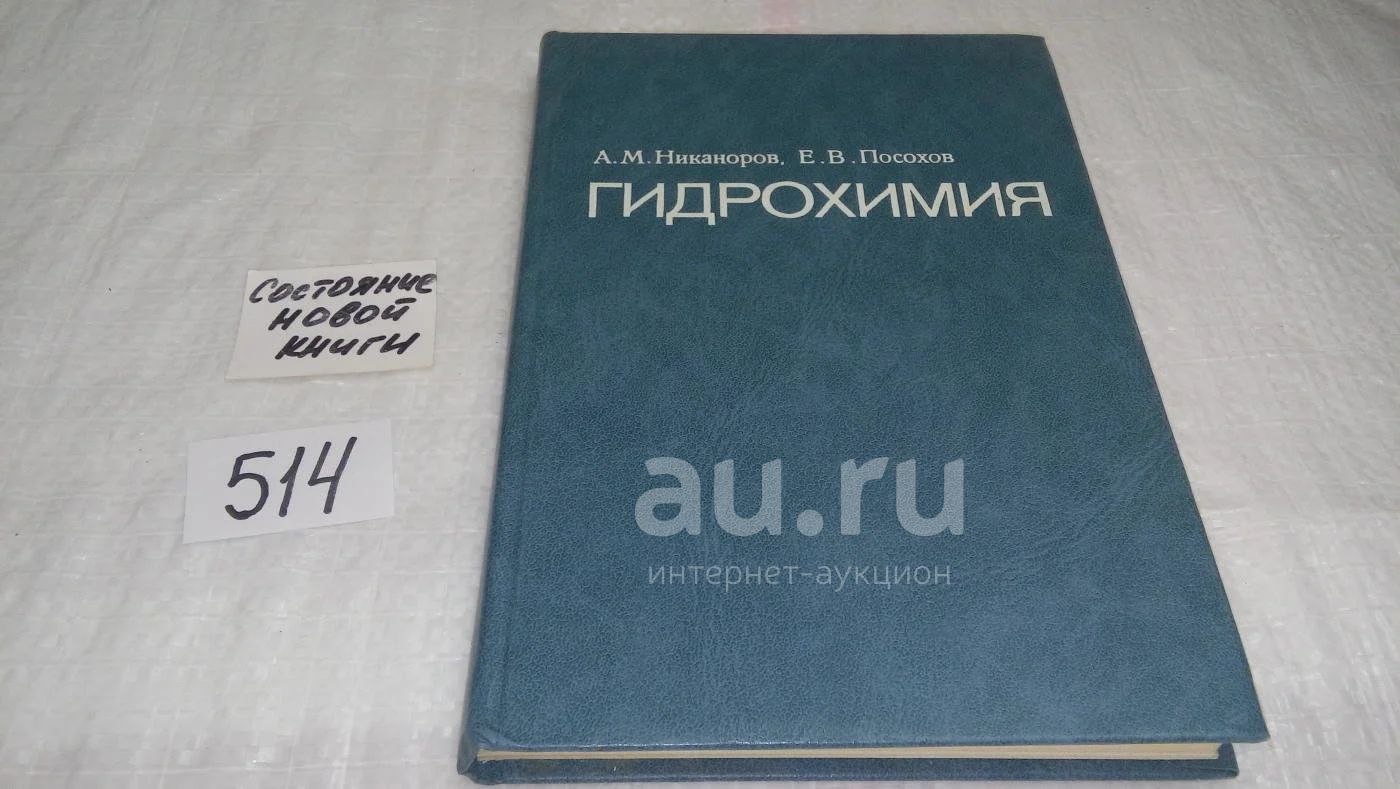 А.М.Никаноров, Е.В.Посохов
ГИДРОХИМИЯ
Состояние
новой
книги
514
au.ru
интернет-аукцион